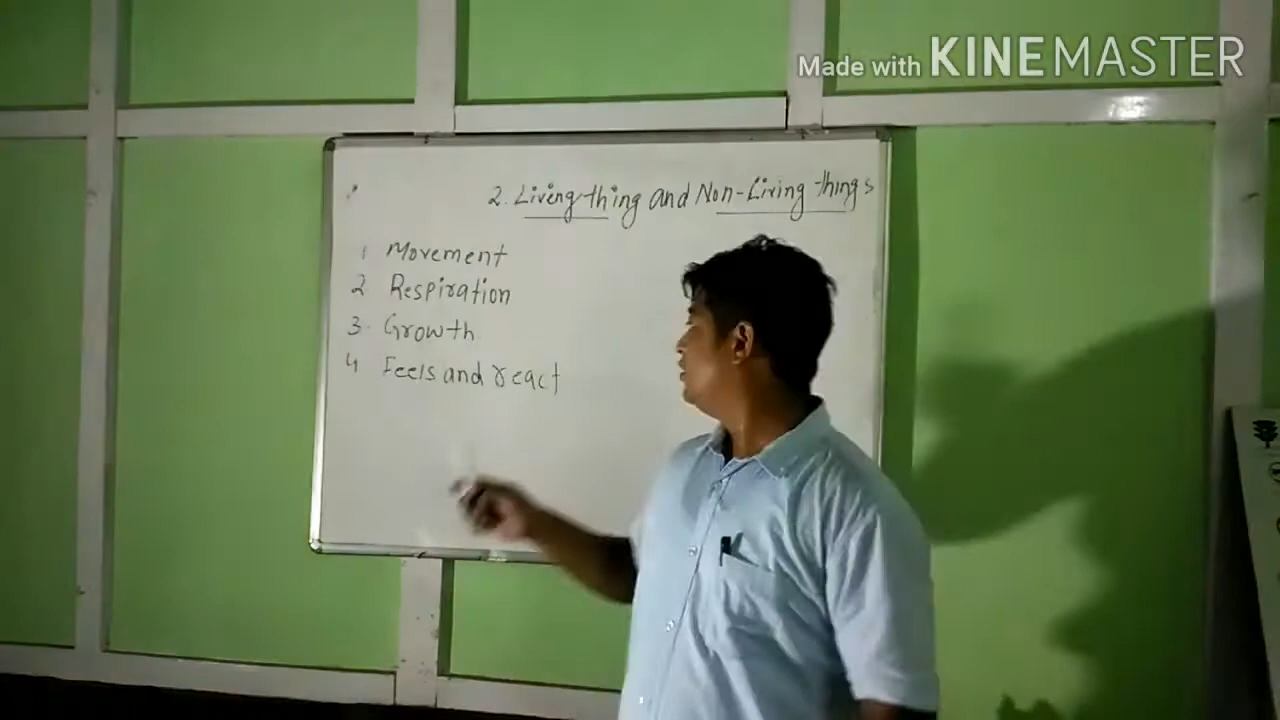 Made with KINEMASTER
2. Living thing and Non-Living things
1 Movement
2 Respiration
3. Growth
4 Feels and react